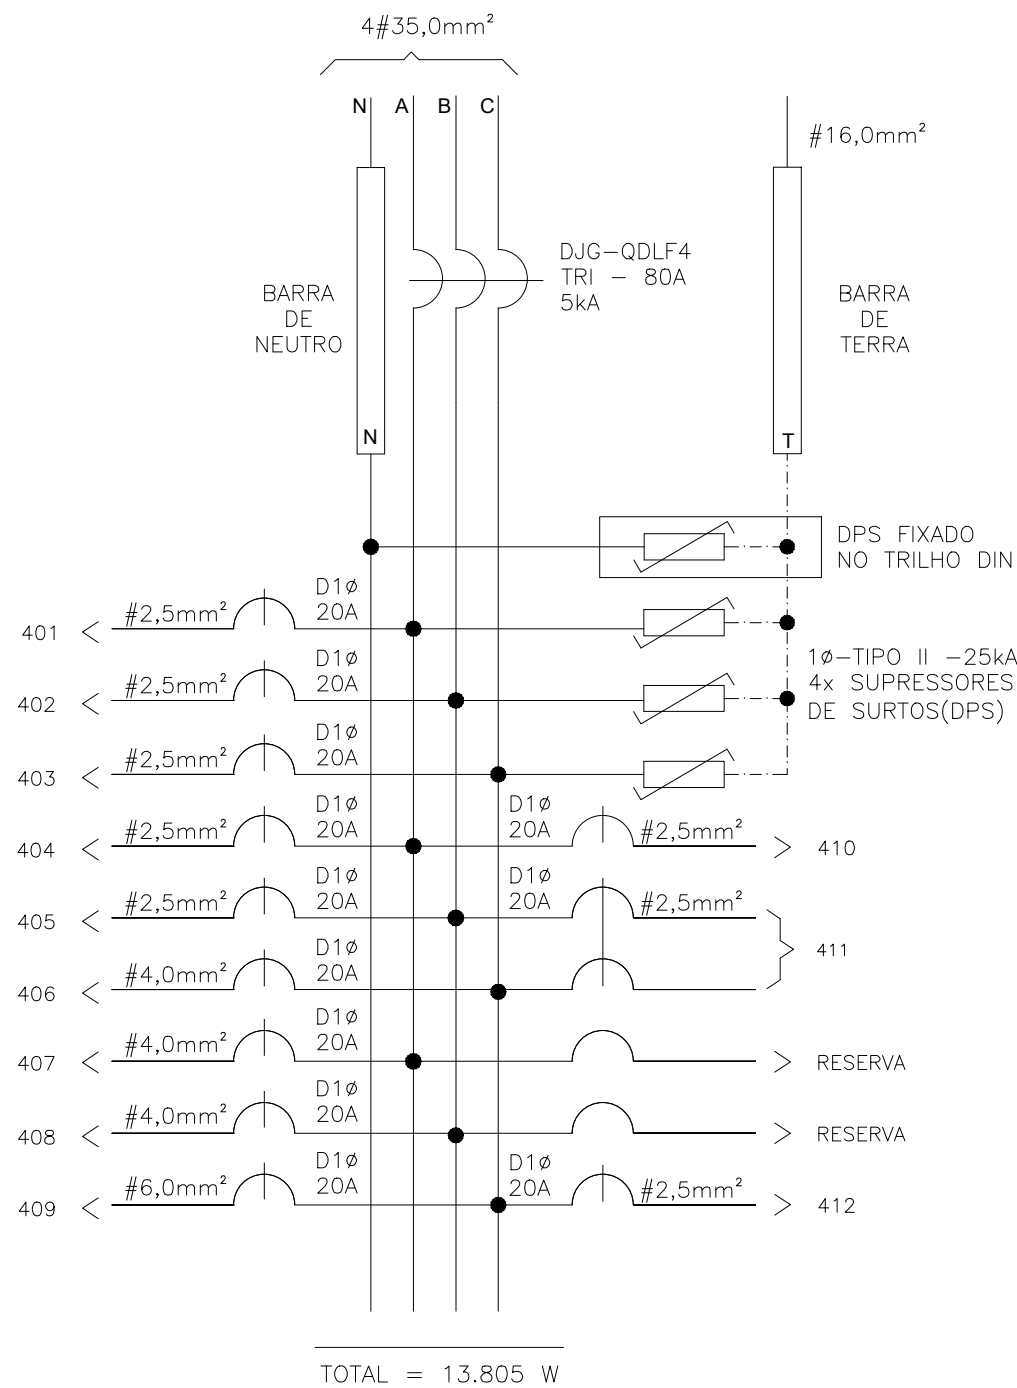 4#35,0mm²
N A B C
#16,0mm²
DJG-QDLF4
TRI - 80A
5kA
BARRA
DE
NEUTRO
BARRA
DE
TERRA
N
T
DPS FIXADO
NO TRILHO DIN
D1ø
20A
#2,5mm²
401
1ø-TIPO II -25kA
4x SUPRESSORES
DE SURTOS(DPS)
D1ø
20A
#2,5mm²
402
D1ø
20A
#2,5mm²
403
D1ø
20A
#2,5mm²
404
D1ø
20A
#2,5mm²
410
D1ø
20A
#2,5mm²
405
D1ø
20A
#2,5mm²
411
D1ø
20A
#4,0mm²
406
D1ø
20A
#4,0mm²
407
RESERVA
D1ø
20A
#4,0mm²
408
RESERVA
D1ø
20A
#6,0mm²
409
D1ø
20A
#2,5mm²
412
TOTAL = 13.805 W